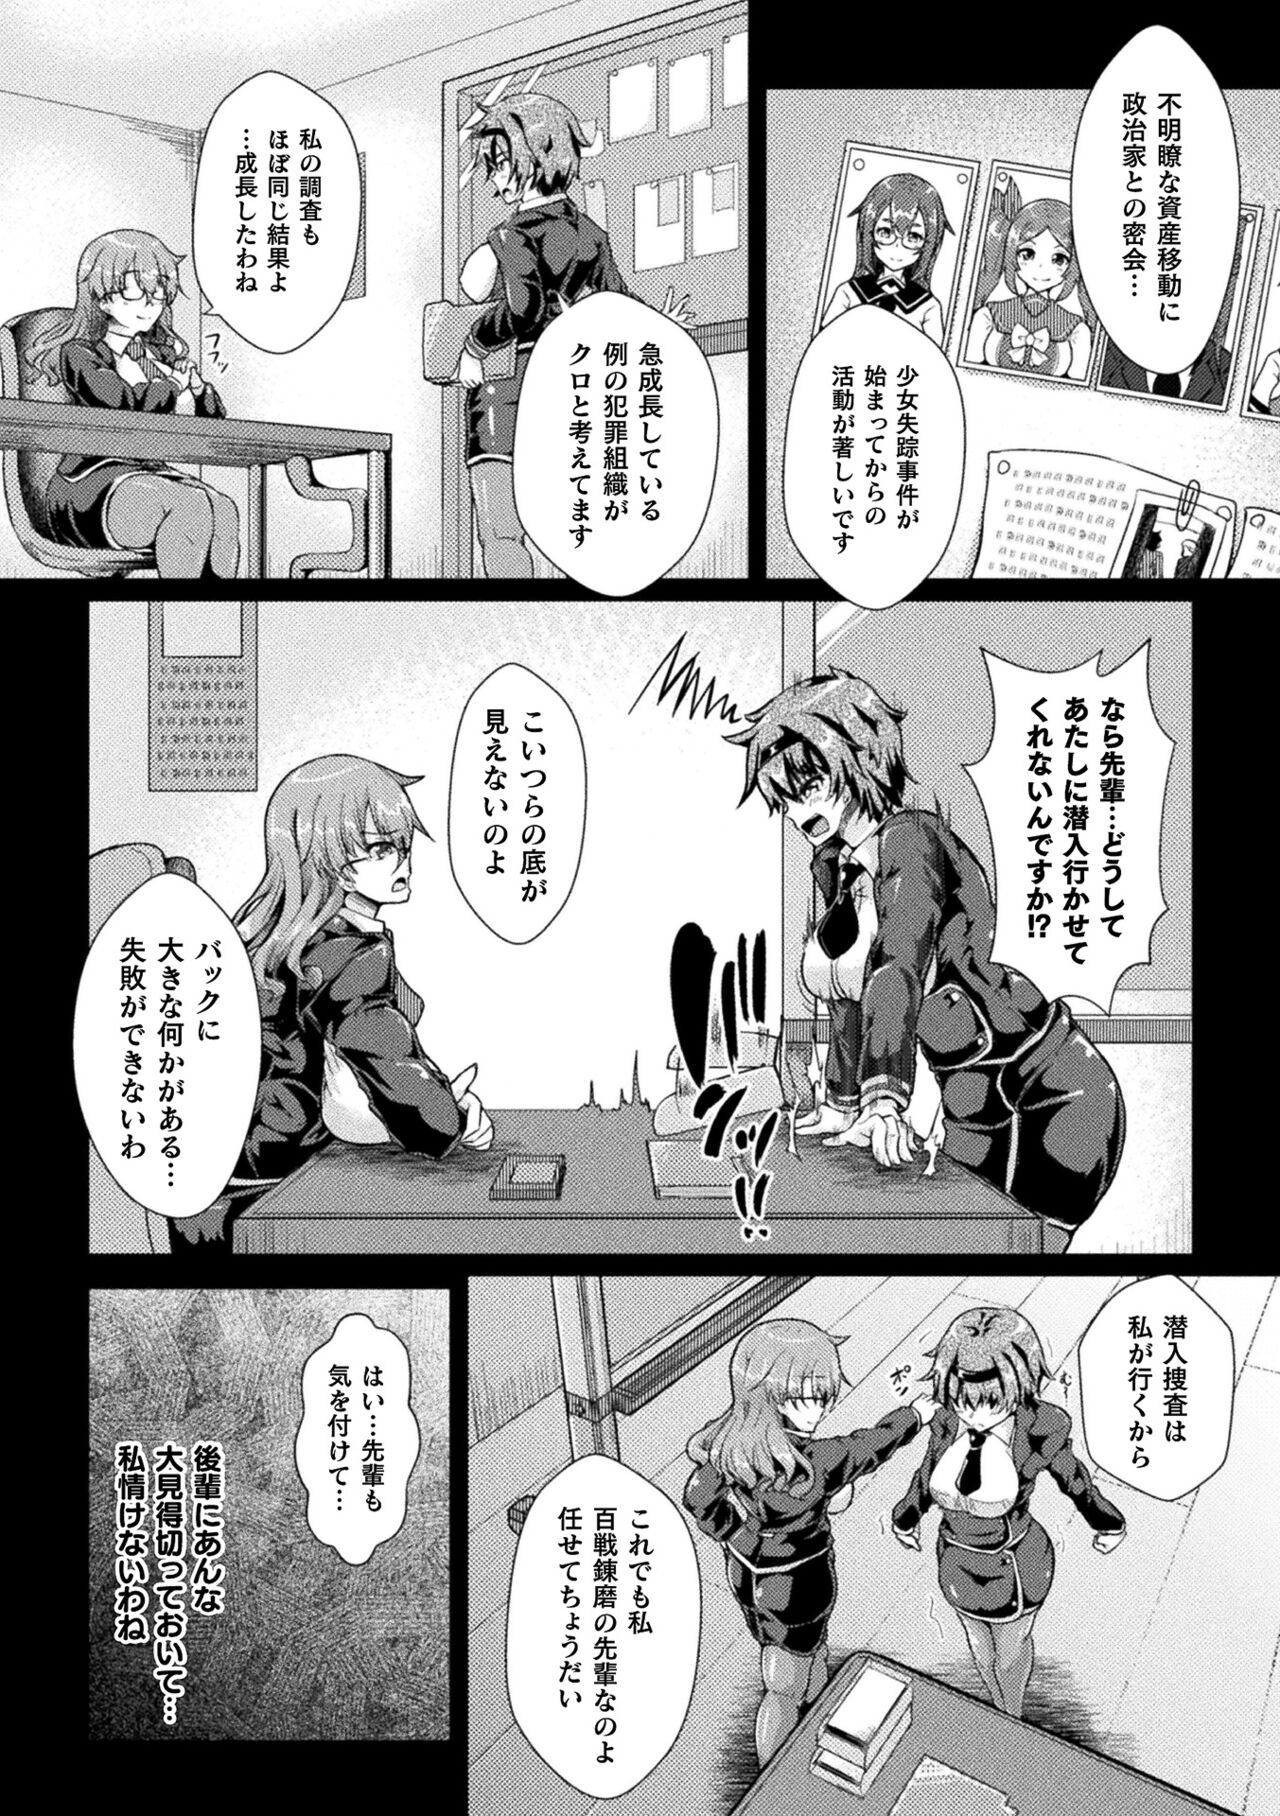 不明瞭な資産移動に
政治家との密会…
少女失踪事件が
始まってからの
活動が著しいです
急成長している
例の犯罪組織が
クロと考えてます
私の調査も
ほぼ同じ結果よ
…成長したわね
フフッ
なら先輩…どうして
あたしに潜入行かせて
くれないんですか!?
こいつらの底が
見えないのよ
バックに
大きな何かがある…
失敗ができないわ
潜入捜査は
私が行くから
ポン
これでも私
百戦錬磨の先輩なのよ
任せてちょうだい
はい…先輩も
気を付けて…
後輩にあんな
大見得切っておいて…
私情けないわね